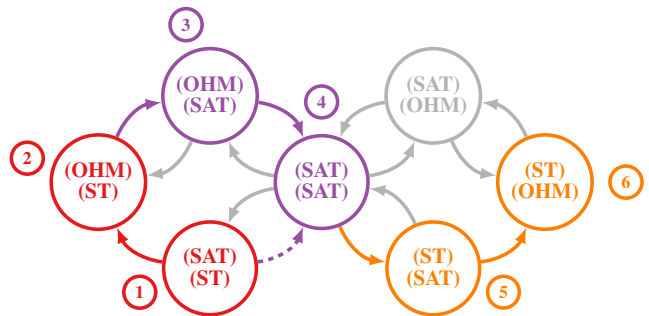 3
(OHM)
(SAT)
4
(SAT)
(OHM)
2
(OHM)
(ST)
(SAT)
(SAT)
(ST)
(OHM)
6
1
(SAT)
(ST)
(ST)
(SAT)
5